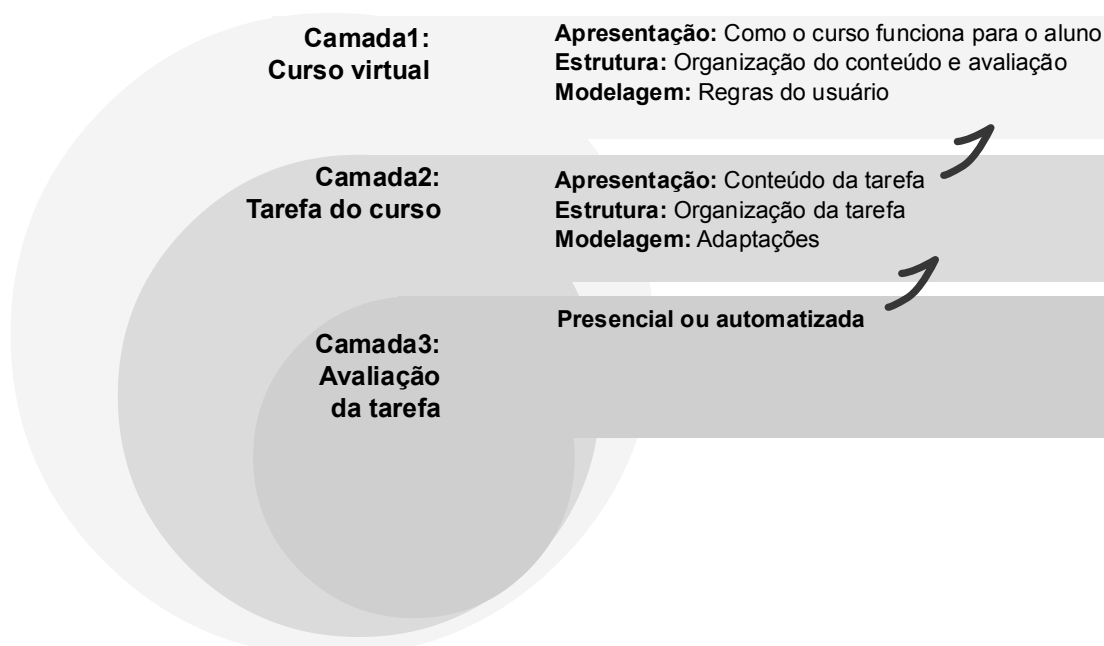 Camada1:
Curso virtual
Apresentação: Como o curso funciona para o aluno
Estrutura: Organização do conteúdo e avaliação
Modelagem: Regras do usuário
Camada2:
Tarefa do curso
Apresentação: Conteúdo da tarefa
Estrutura: Organização da tarefa
Modelagem: Adaptações
Camada3:
Avaliação
da tarefa
Presencial ou automatizada